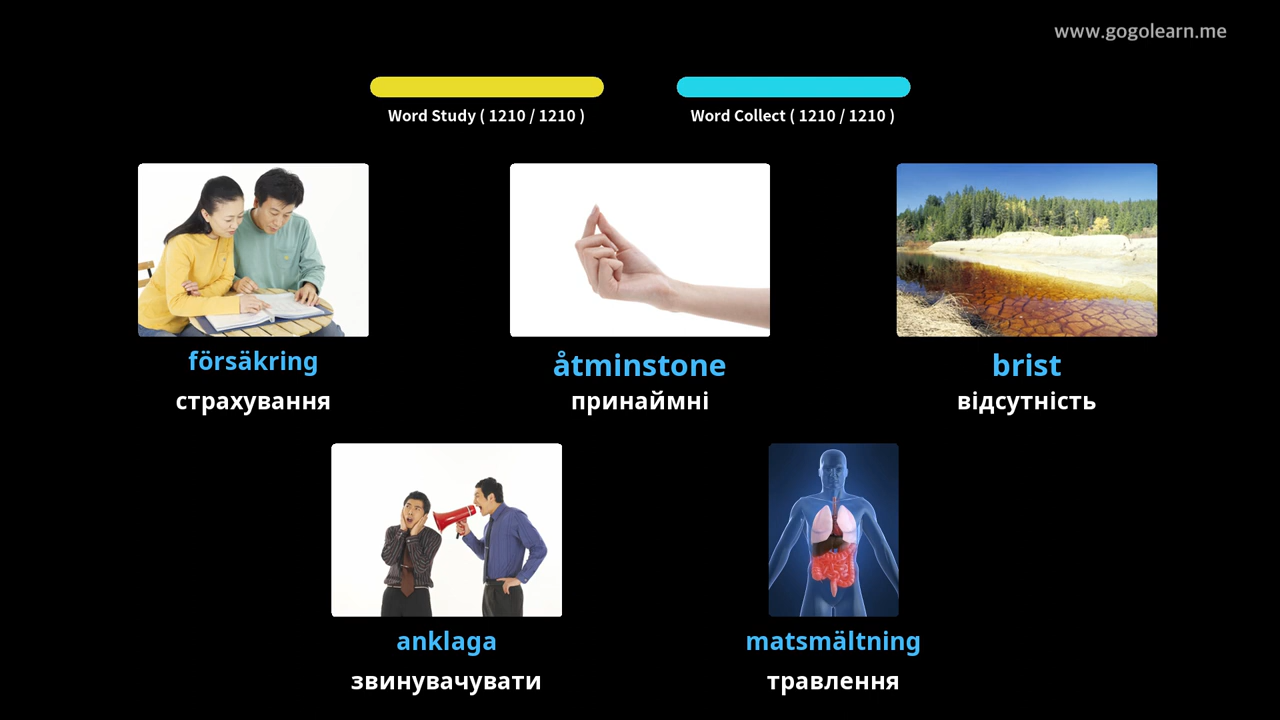 www.gogolearn.me
Word Study ( 1210 / 1210 )
Word Collect ( 1210 / 1210 )
försäkring
страхування
åtminstone
принаймні
brist
відсутність
anklaga
звинувачувати
matsmältning
травлення